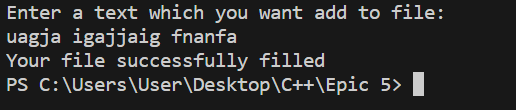 Enter a text which you want add to file:
uagja igajjaig fnanfa
Your file successfully filled
PS C:\Users\User\Desktop\C++\Epic 5>